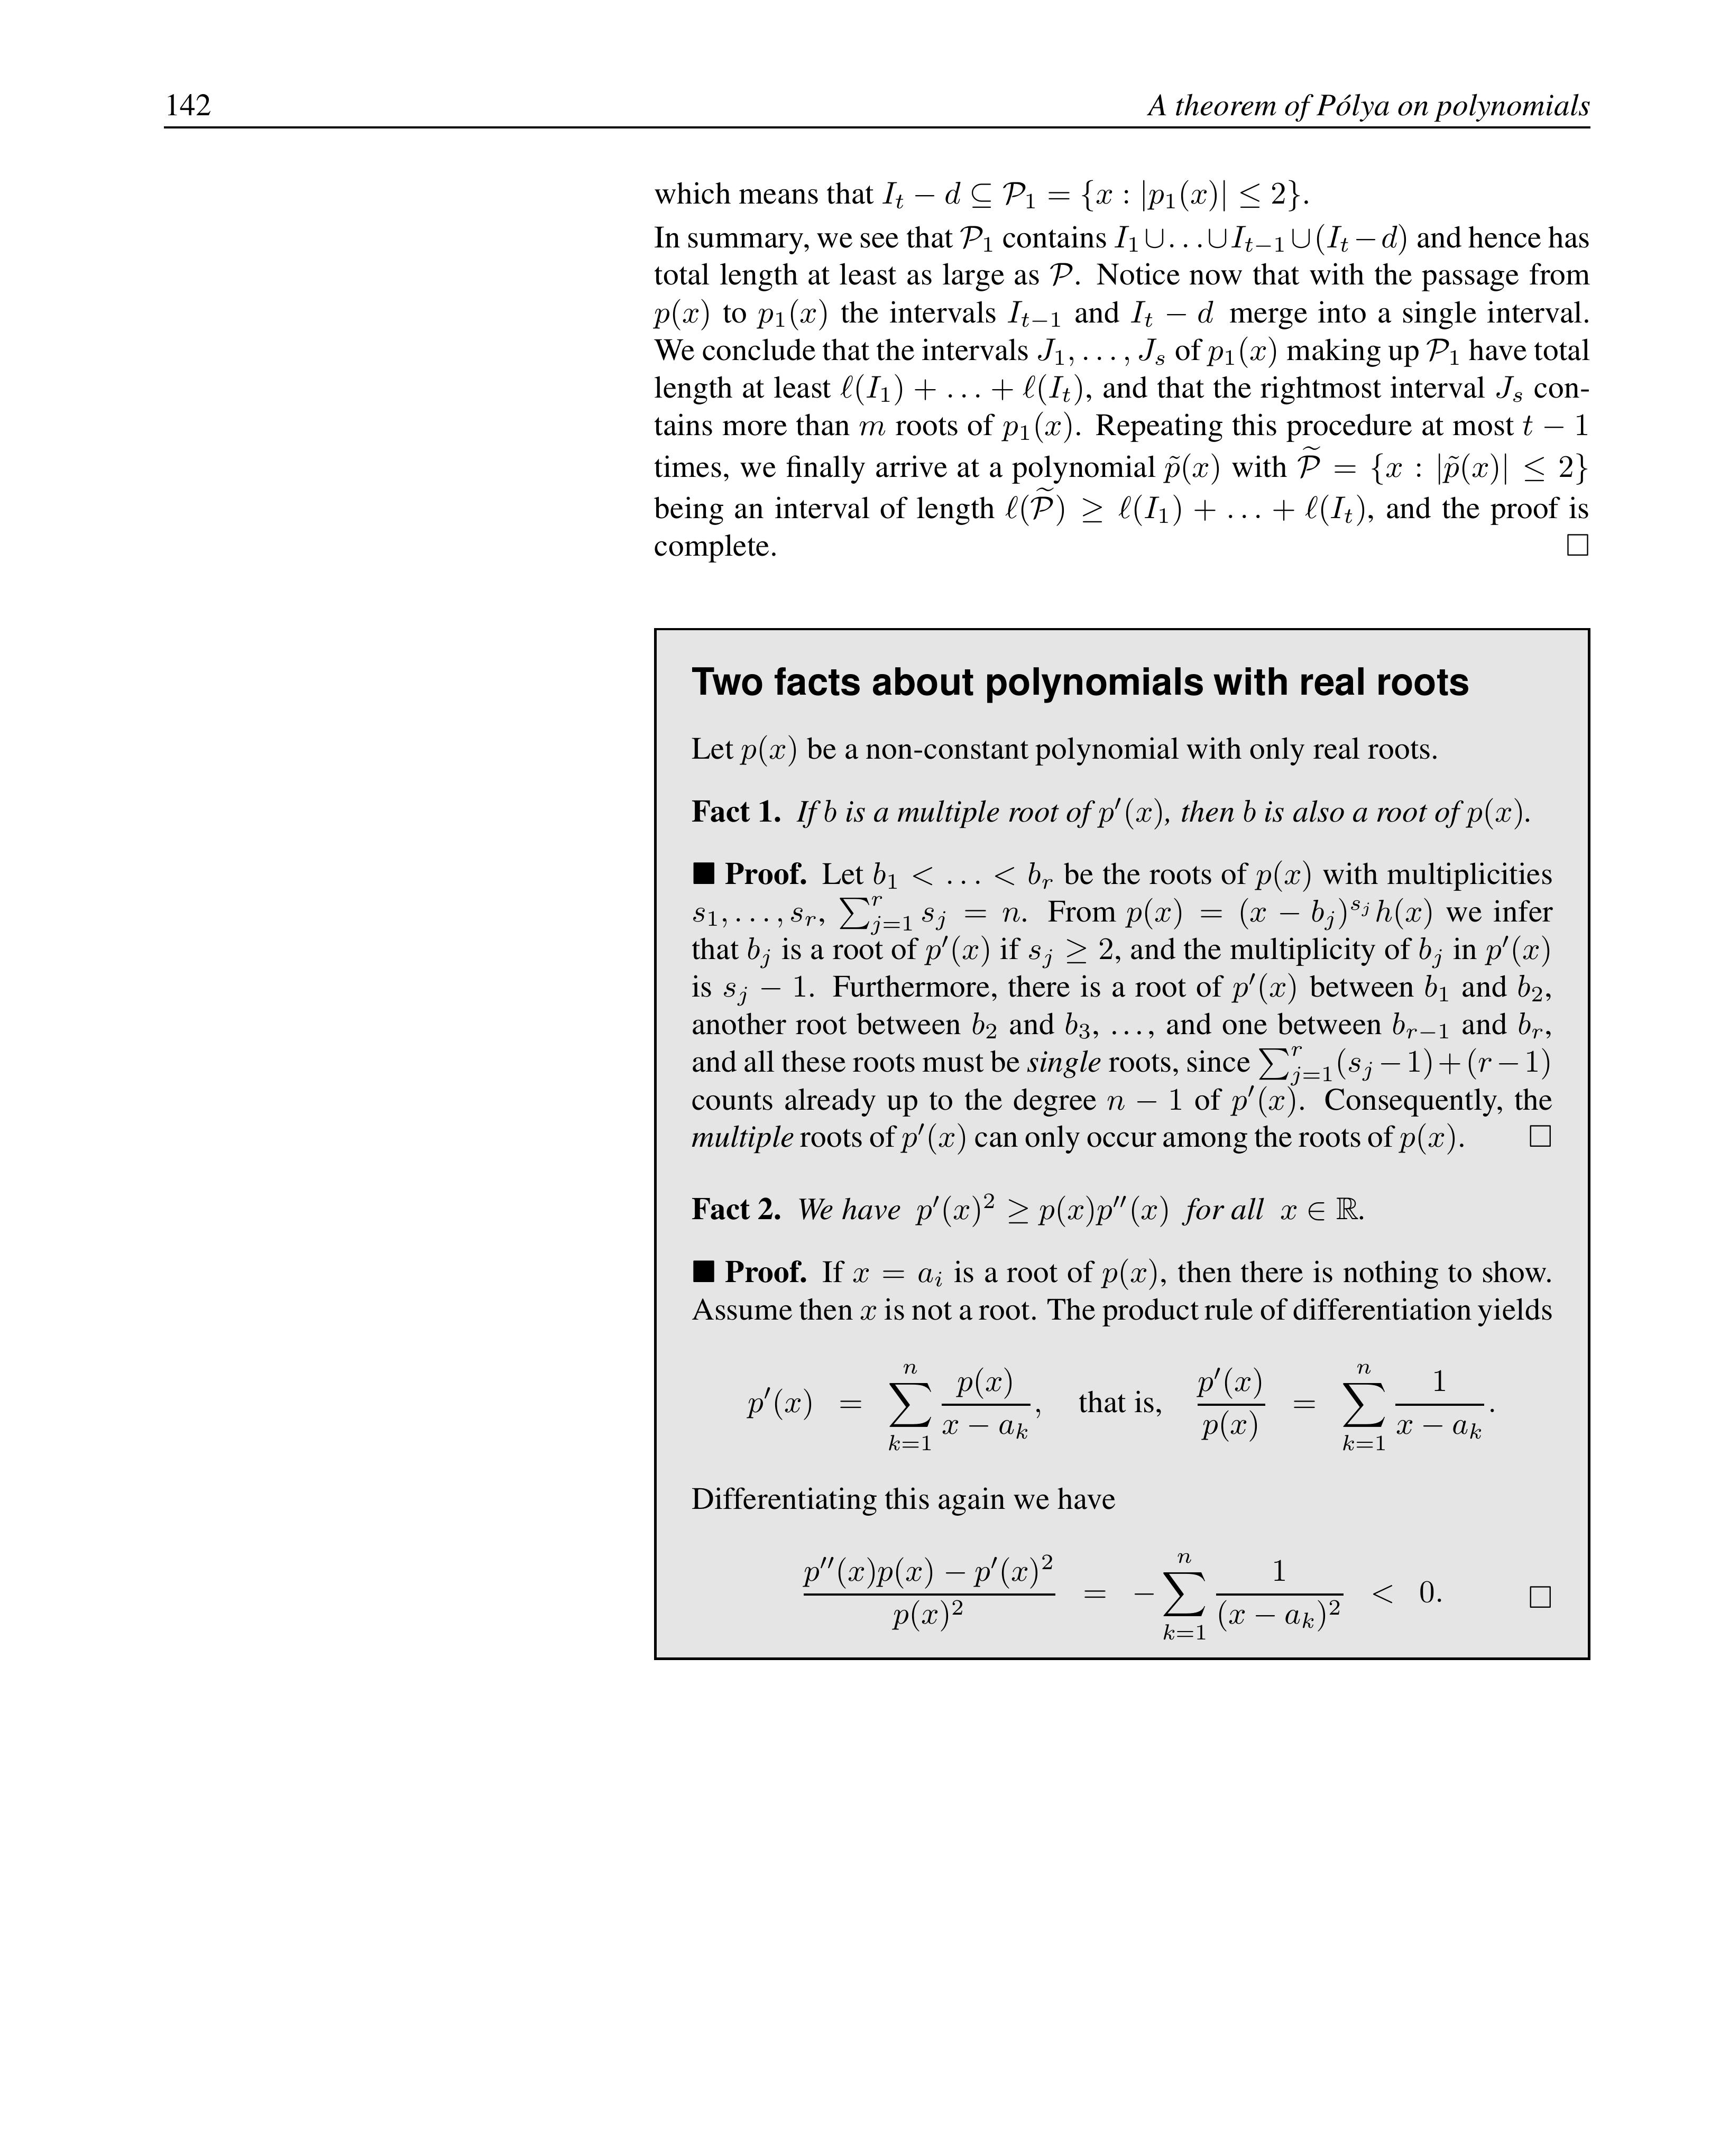 142 A theorem of Pólya on polynomials
which means that $I_t - d \subseteq \mathcal{P}_1 = \{x : |p_1(x)| \leq 2\}$.
In summary, we see that $\mathcal{P}_1$ contains $I_1 \cup \ldots \cup I_{t-1} \cup (I_t - d)$ and hence has
total length at least as large as $\mathcal{P}$. Notice now that with the passage from
$p(x)$ to $p_1(x)$ the intervals $I_{t-1}$ and $I_t - d$ merge into a single interval.
We conclude that the intervals $J_1, \ldots, J_s$ of $p_1(x)$ making up $\mathcal{P}_1$ have total
length at least $\ell(I_1) + \ldots + \ell(I_t)$, and that the rightmost interval $J_s$ con-
tains more than $m$ roots of $p_1(x)$. Repeating this procedure at most $t - 1$
times, we finally arrive at a polynomial $\tilde{p}(x)$ with $\widetilde{\mathcal{P}} = \{x : |\tilde{p}(x)| \leq 2\}$
being an interval of length $\ell(\widetilde{\mathcal{P}}) \geq \ell(I_1) + \ldots + \ell(I_t)$, and the proof is
complete. □
Two facts about polynomials with real roots
Let $p(x)$ be a non-constant polynomial with only real roots.
Fact 1. If $b$ is a multiple root of $p'(x)$, then $b$ is also a root of $p(x)$.
■ Proof. Let $b_1 < \ldots < b_r$ be the roots of $p(x)$ with multiplicities
$s_1, \ldots, s_r$, $\sum_{j=1}^{r} s_j = n$. From $p(x) = (x - b_j)^{s_j} h(x)$ we infer
that $b_j$ is a root of $p'(x)$ if $s_j \geq 2$, and the multiplicity of $b_j$ in $p'(x)$
is $s_j - 1$. Furthermore, there is a root of $p'(x)$ between $b_1$ and $b_2$,
another root between $b_2$ and $b_3$, …, and one between $b_{r-1}$ and $b_r$,
and all these roots must be single roots, since $\sum_{j=1}^{r}(s_j - 1) + (r - 1)$
counts already up to the degree $n - 1$ of $p'(x)$. Consequently, the
multiple roots of $p'(x)$ can only occur among the roots of $p(x)$. □
Fact 2. We have $p'(x)^2 \geq p(x)p''(x)$ for all $x \in \mathbb{R}$.
■ Proof. If $x = a_i$ is a root of $p(x)$, then there is nothing to show.
Assume then $x$ is not a root. The product rule of differentiation yields
$p'(x) = \sum_{k=1}^{n} \frac{p(x)}{x - a_k}$, that is, $\frac{p'(x)}{p(x)} = \sum_{k=1}^{n} \frac{1}{x - a_k}$.
Differentiating this again we have
$\frac{p''(x)p(x) - p'(x)^2}{p(x)^2} = -\sum_{k=1}^{n} \frac{1}{(x - a_k)^2} < 0.$ □